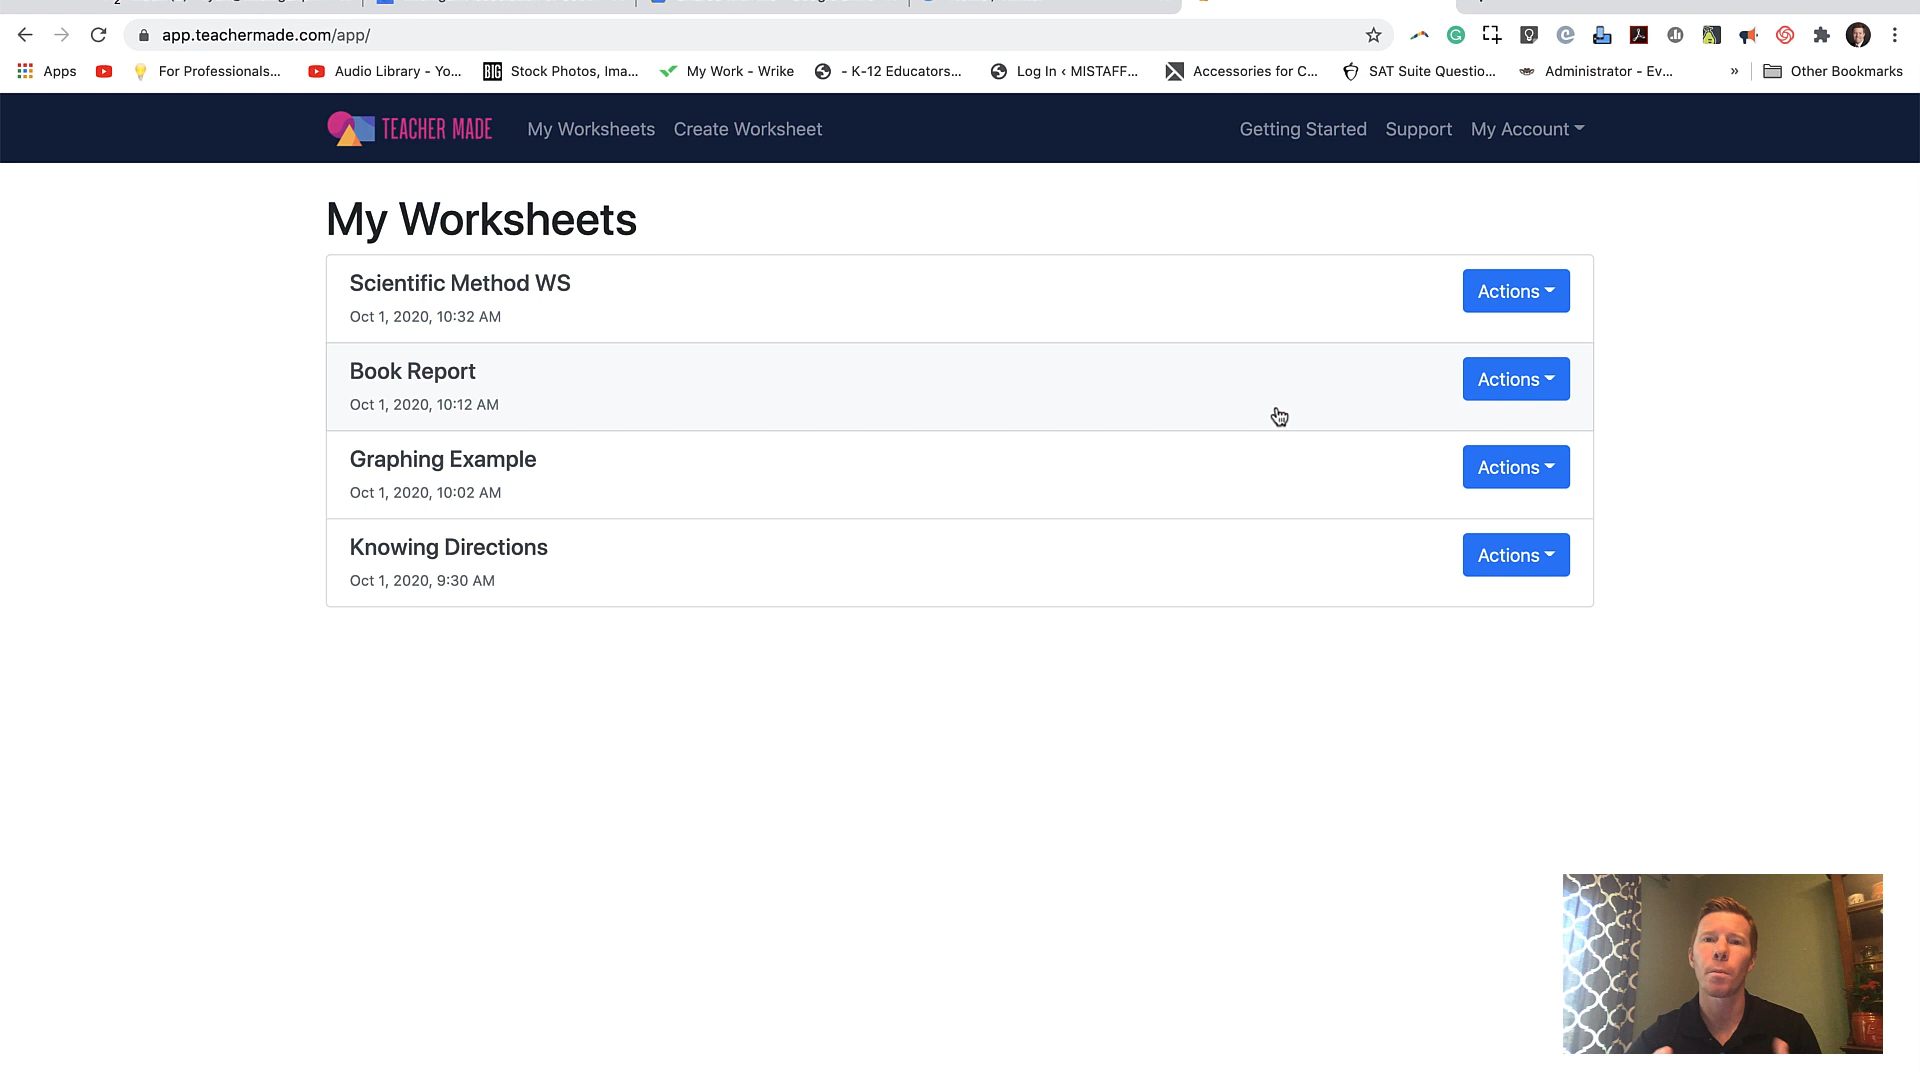 app.teachermade.com/app/
Apps
For Professionals...
Audio Library - Yo...
BIG
Stock Photos, Ima...
My Work - Wrike
- K-12 Educators...
Log In ‹ MISTAFF...
Accessories for C...
SAT Suite Questio...
Administrator - Ev...
»
Other Bookmarks
TEACHER MADE
My Worksheets
Create Worksheet
Getting Started
Support
My Account
My Worksheets
Scientific Method WS
Oct 1, 2020, 10:32 AM
Actions
Book Report
Oct 1, 2020, 10:12 AM
Actions
Graphing Example
Oct 1, 2020, 10:02 AM
Actions
Knowing Directions
Oct 1, 2020, 9:30 AM
Actions